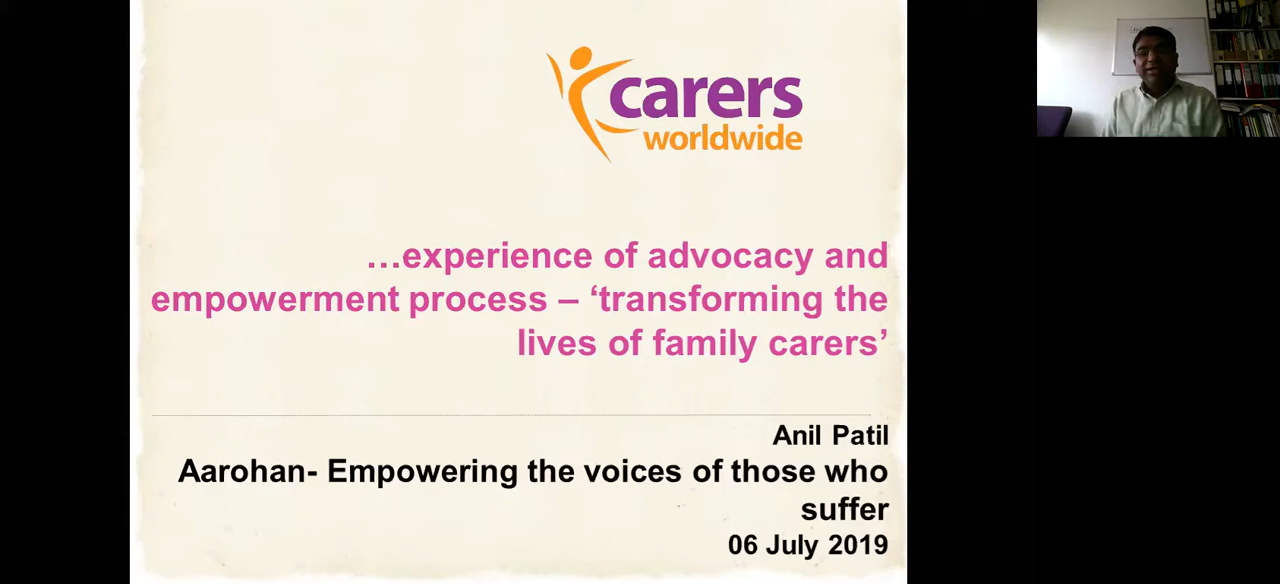 carers
worldwide
…experience of advocacy and
empowerment process – ‘transforming the
lives of family carers’
Anil Patil
Aarohan- Empowering the voices of those who
suffer
06 July 2019